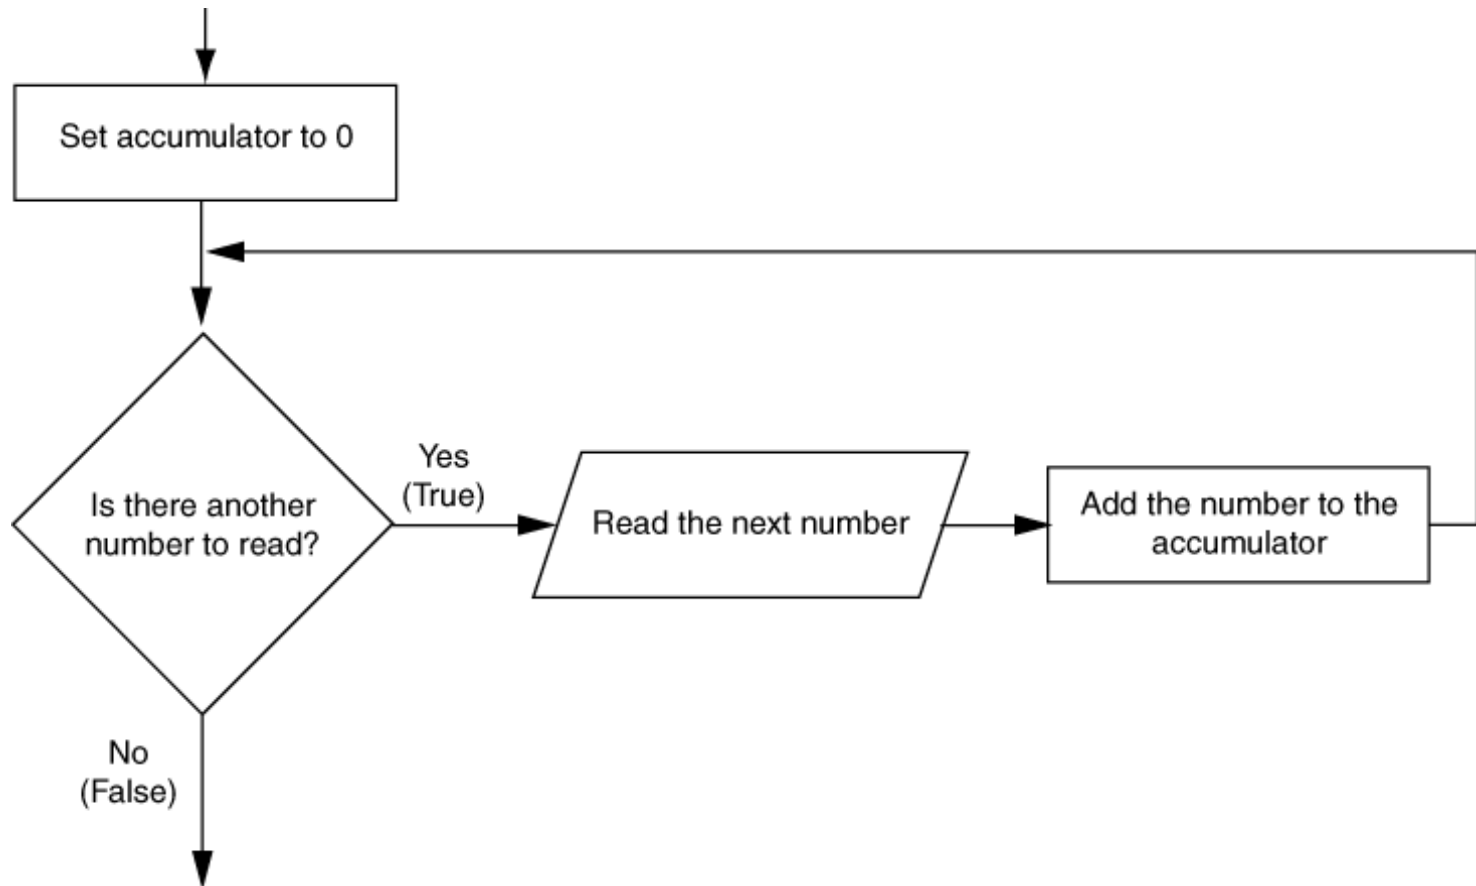 Set accumulator to 0
Is there another
number to read?
Yes
(True)
Read the next number
Add the number to the
accumulator
No
(False)